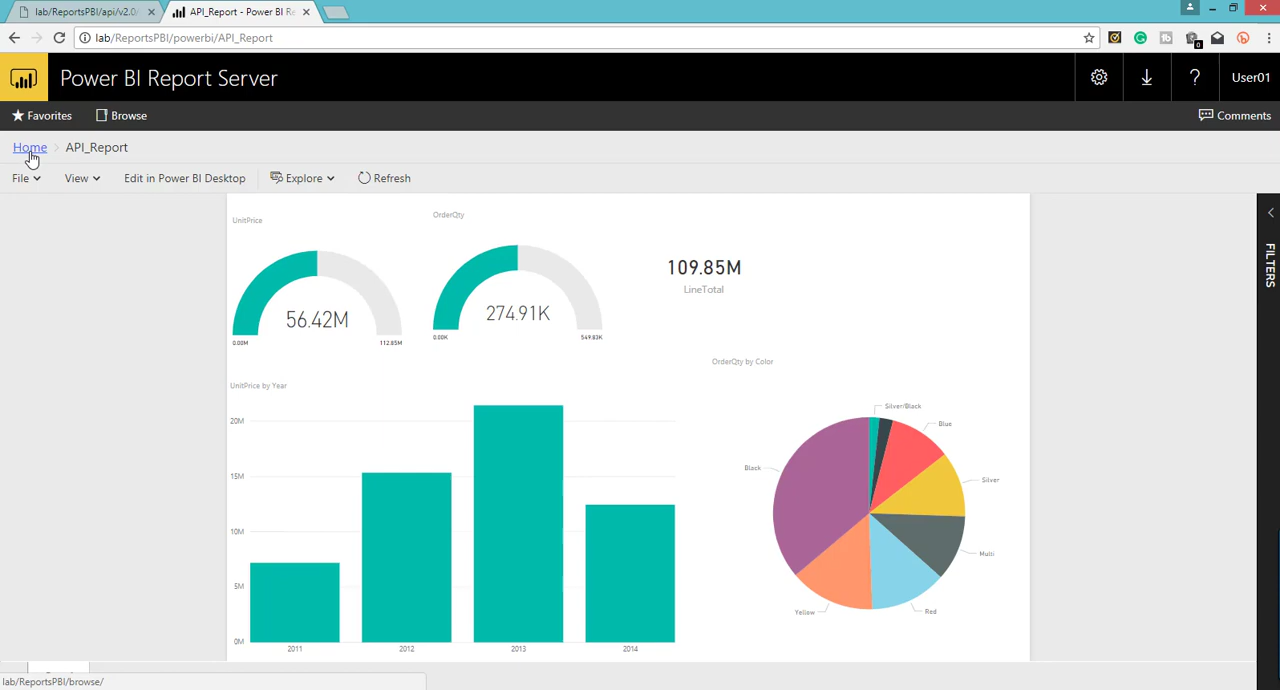 lab/ReportsPBI/api/v2.0/
API_Report - Power BI Re
lab/ReportsPBI/powerbi/API_Report
0
Power BI Report Server
?
User01
Favorites
Browse
Comments
Home > API_Report
File
View
Edit in Power BI Desktop
Explore
Refresh
FILTERS
UnitPrice
56.42M
0.00M
112.85M
OrderQty
274.91K
0.00K
549.83K
109.85M
LineTotal
UnitPrice by Year
20M
15M
10M
5M
0M
2011
2012
2013
2014
OrderQty by Color
Silver/Black
Blue
Silver
Multi
Red
Yellow
Black
lab/ReportsPBI/browse/